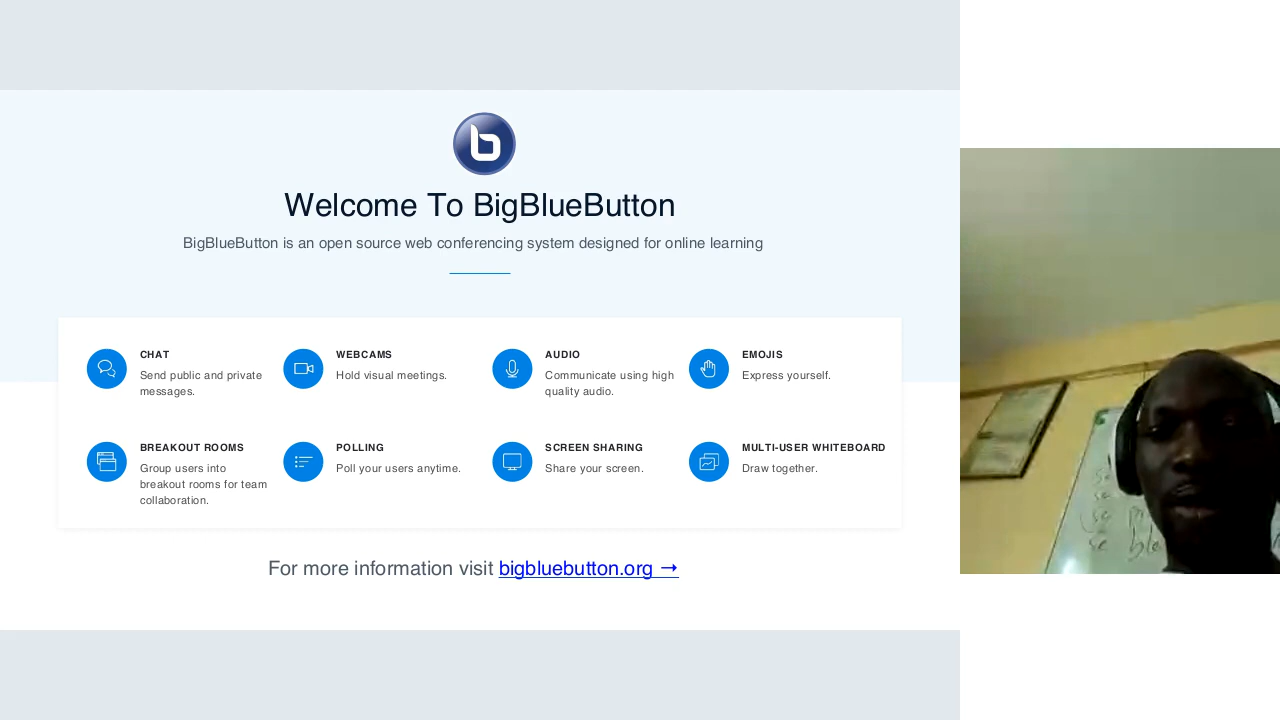 Welcome To BigBlueButton
BigBlueButton is an open source web conferencing system designed for online learning
CHAT
Send public and private
messages.
WEBCAMS
Hold visual meetings.
AUDIO
Communicate using high
quality audio.
EMOJIS
Express yourself.
BREAKOUT ROOMS
Group users into
breakout rooms for team
collaboration.
POLLING
Poll your users anytime.
SCREEN SHARING
Share your screen.
MULTI-USER WHITEBOARD
Draw together.
For more information visit bigbluebutton.org →